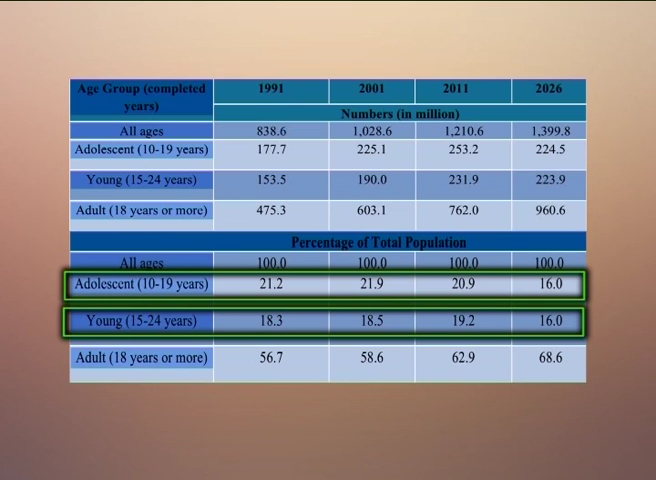 Age Group (completed years) 1991 2001 2011 2026
Numbers (in million)
All ages 838.6 1,028.6 1,210.6 1,399.8
Adolescent (10-19 years) 177.7 225.1 253.2 224.5
Young (15-24 years) 153.5 190.0 231.9 223.9
Adult (18 years or more) 475.3 603.1 762.0 960.6
Percentage of Total Population
All ages 100.0 100.0 100.0 100.0
Adolescent (10-19 years) 21.2 21.9 20.9 16.0
Young (15-24 years) 18.3 18.5 19.2 16.0
Adult (18 years or more) 56.7 58.6 62.9 68.6